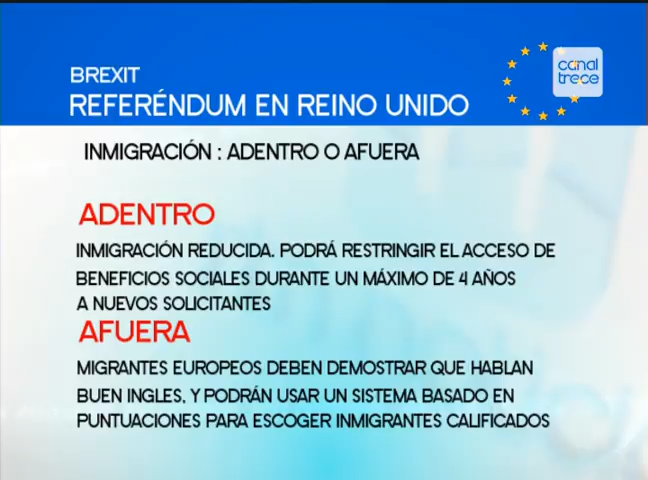 BREXIT
REFERÉNDUM EN REINO UNIDO
canal
trece
INMIGRACIÓN : ADENTRO O AFUERA
ADENTRO
INMIGRACIÓN REDUCIDA. PODRÁ RESTRINGIR EL ACCESO DE
BENEFICIOS SOCIALES DURANTE UN MÁXIMO DE 4 AÑOS
A NUEVOS SOLICITANTES
AFUERA
MIGRANTES EUROPEOS DEBEN DEMOSTRAR QUE HABLAN
BUEN INGLES, Y PODRÁN USAR UN SISTEMA BASADO EN
PUNTUACIONES PARA ESCOGER INMIGRANTES CALIFICADOS